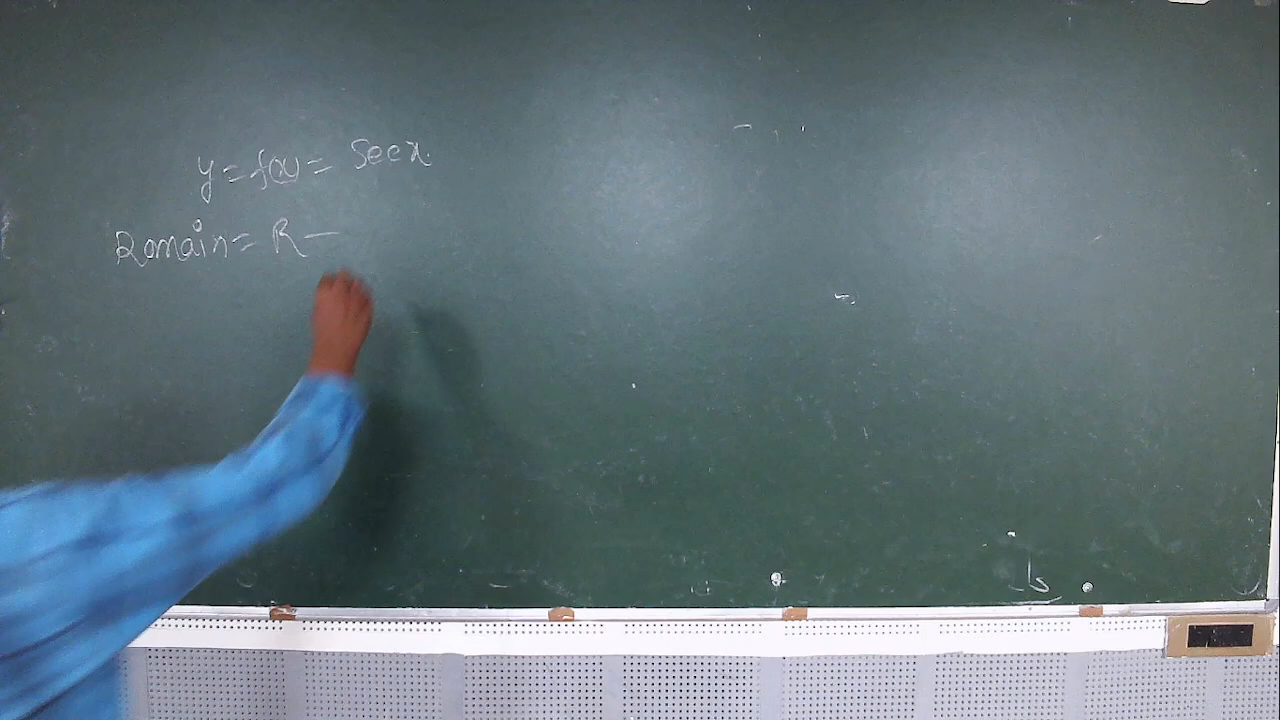 y = f(x) = Secx.
Domain = R -